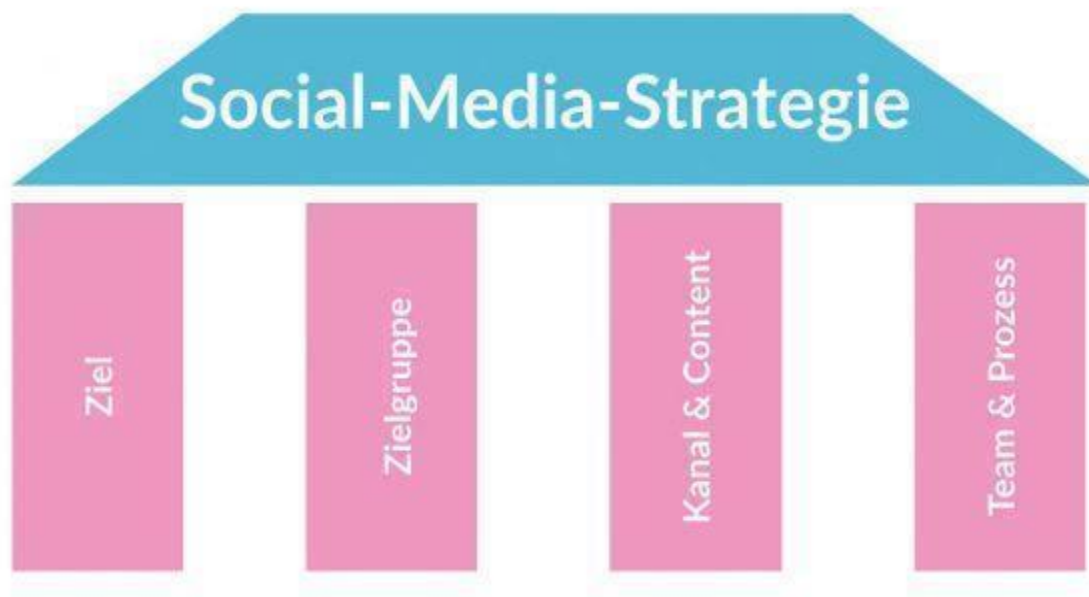 Social-Media-Strategie
Ziel
Zielgruppe
Kanal & Content
Team & Prozess